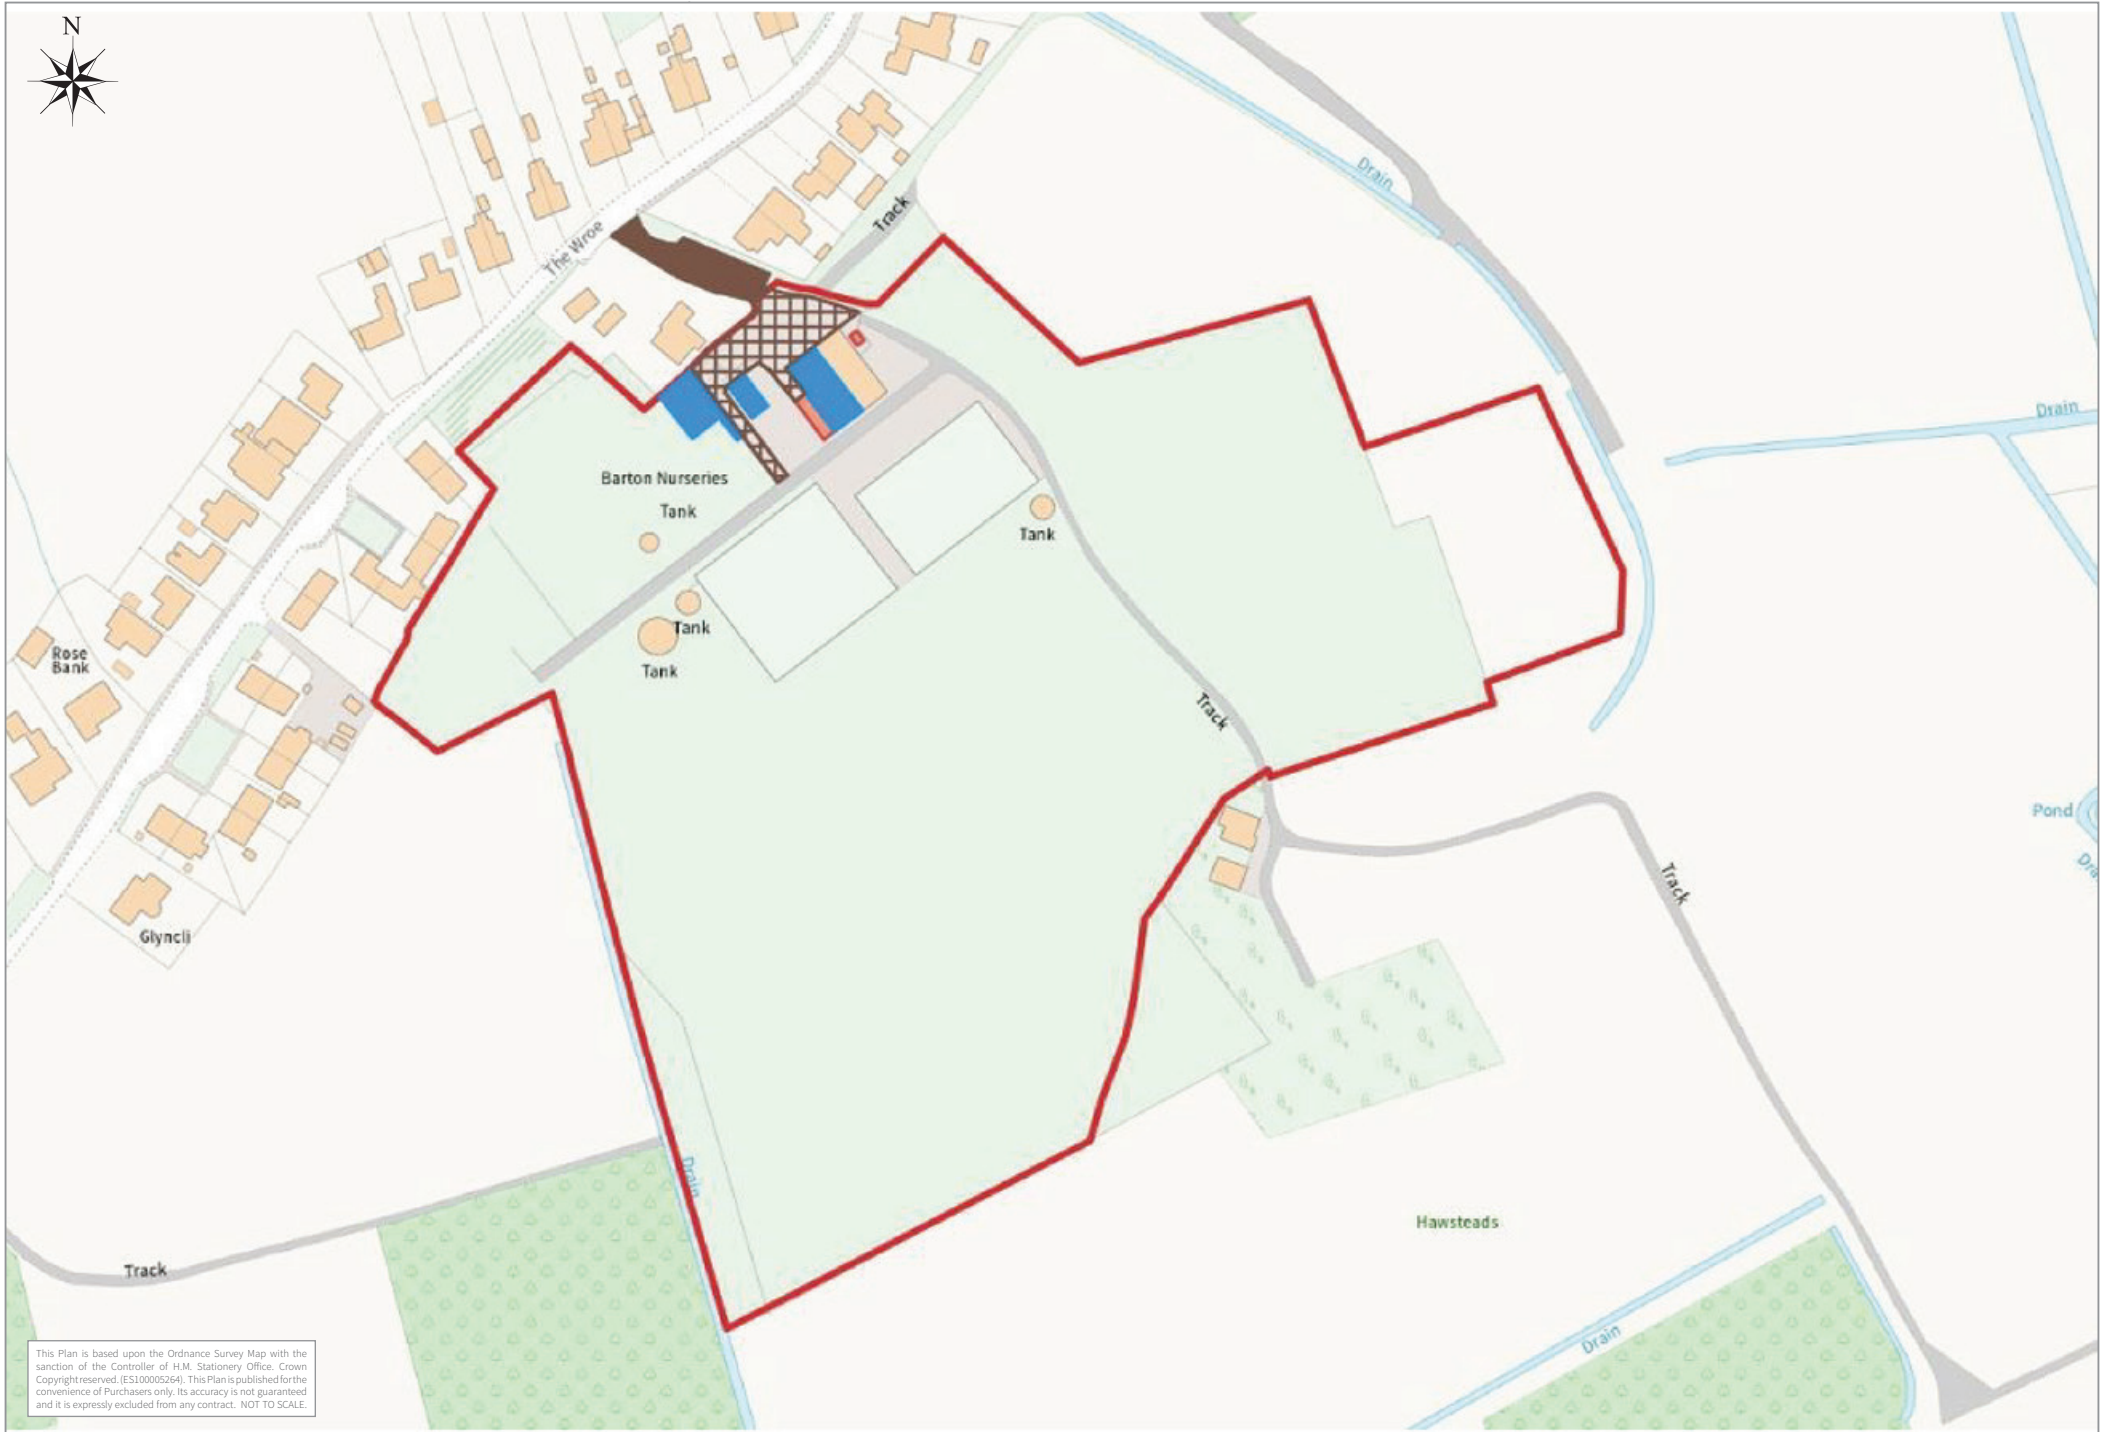 N
Drain
Track
The Wroe
Drain
Barton Nurseries
Tank
Tank
Tank
Rose
Bank
Tank
Track
Pond
Track
Glyncli
Drain
Hawsteads
Track
Drain
This Plan is based upon the Ordnance Survey Map with the
sanction of the Controller of H.M. Stationery Office. Crown
Copyright reserved. (ES100005264). This Plan is published for the
convenience of Purchasers only. Its accuracy is not guaranteed
and it is expressly excluded from any contract. NOT TO SCALE.